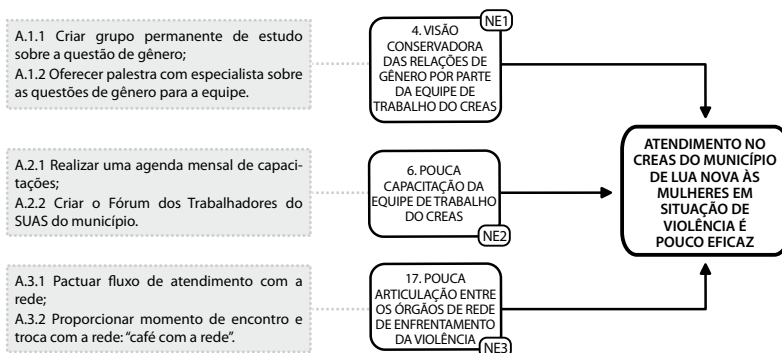 A.1.1 Criar grupo permanente de estudo
sobre a questão de gênero;
A.1.2 Oferecer palestra com especialista sobre
as questões de gênero para a equipe.
NE1
4. VISÃO
CONSERVADORA
DAS RELAÇÕES DE
GÊNERO POR PARTE
DA EQUIPE DE
TRABALHO DO CREAS
A.2.1 Realizar uma agenda mensal de capaci-
tações;
A.2.2 Criar o Fórum dos Trabalhadores do
SUAS do município.
6. POUCA
CAPACITAÇÃO DA
EQUIPE DE TRABALHO
DO CREAS
NE2
A.3.1 Pactuar fluxo de atendimento com a
rede;
A.3.2 Proporcionar momento de encontro e
troca com a rede: “café com a rede”.
17. POUCA
ARTICULAÇÃO ENTRE
OS ÓRGÃOS DE REDE
DE ENFRENTAMENTO
DA VIOLÊNCIA
NE3
ATENDIMENTO NO
CREAS DO MUNICÍPIO
DE LUA NOVA ÀS
MULHERES EM
SITUAÇÃO DE
VIOLÊNCIA É
POUCO EFICAZ